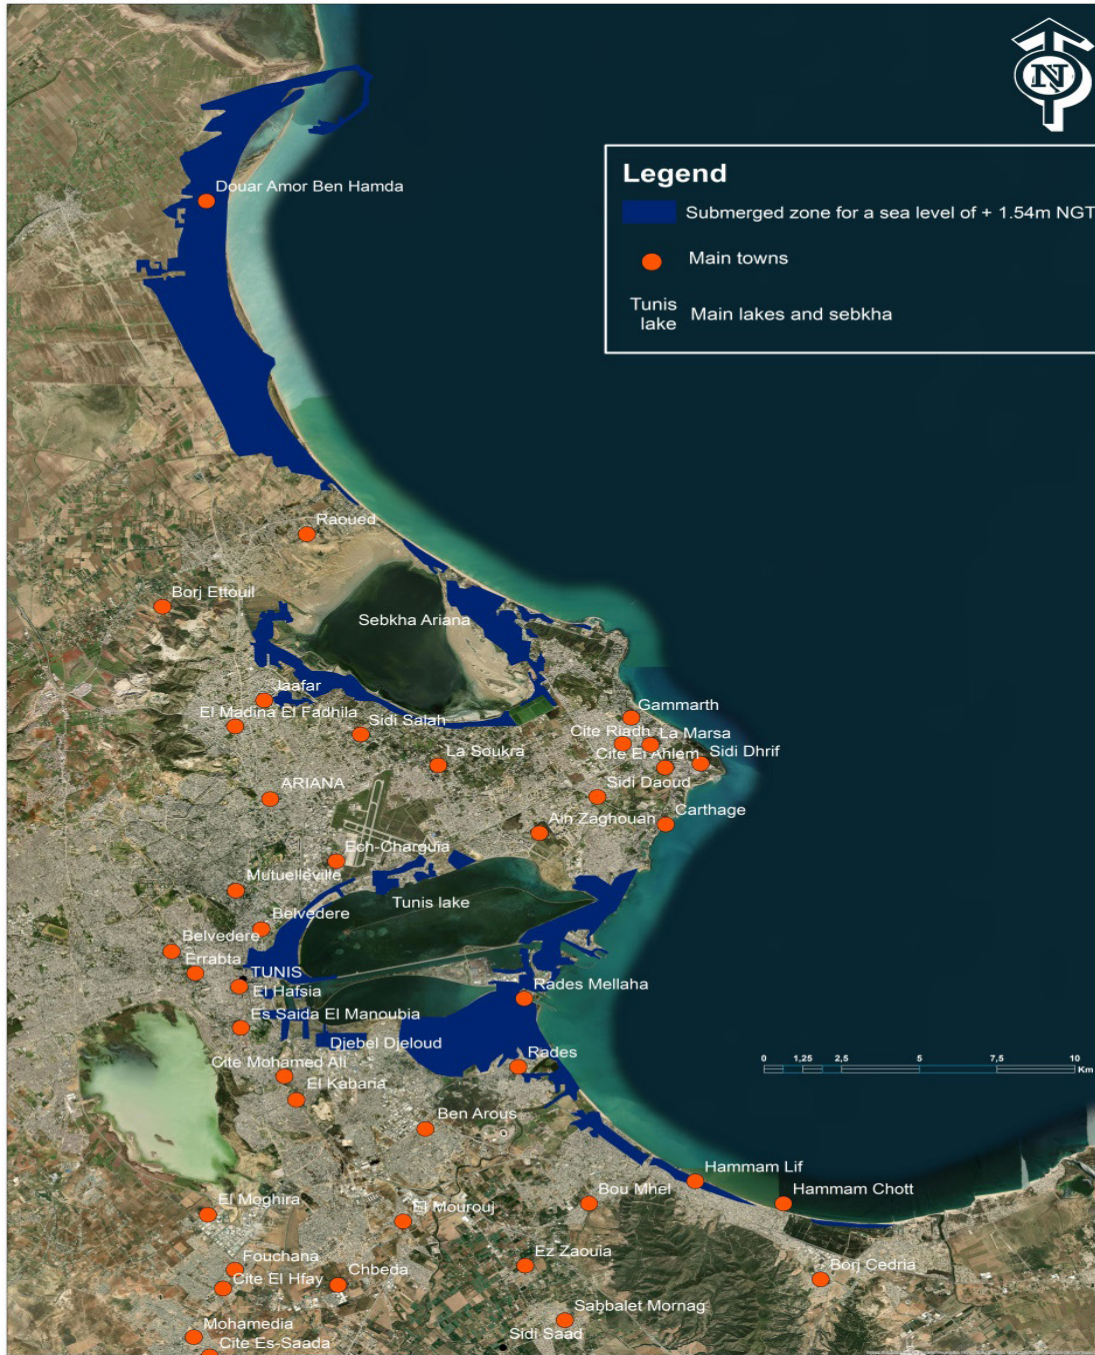 N
Legend
Submerged zone for a sea level of + 1.54m NGT
Main towns
Tunis lake
Main lakes and sebkha
Douar Amor Ben Hamda
Raoued
Borj Ettouil
Sebkha Ariana
Jaafar
El Madina El Fadhila
Sidi Salah
Gammarth
Cite Riadh
La Marsa
Cite El Ahlem
Sidi Dhrif
La Soukra
Sidi Daoud
ARIANA
Carthage
Ain Zaghouan
Ech-Charguia
Mutuelleville
Tunis lake
Belvedere
Belvedere
Errabta
TUNIS
El Hafsia
Rades Mellaha
Es Saida El Manoubia
Djebel Djeloud
Rades
Cite Mohamed Ali
El Kabaria
0 1,25 2,5 5 7,5 10
Km
Ben Arous
Hammam Lif
Bou Mhel
Hammam Chott
El Moghira
El Mourouj
Fouchana
Ez Zaouia
Cite El Hfay
Chbeda
Borj Cedria
Sabbalet Mornag
Mohamedia
Sidi Saad
Cite Es-Saada